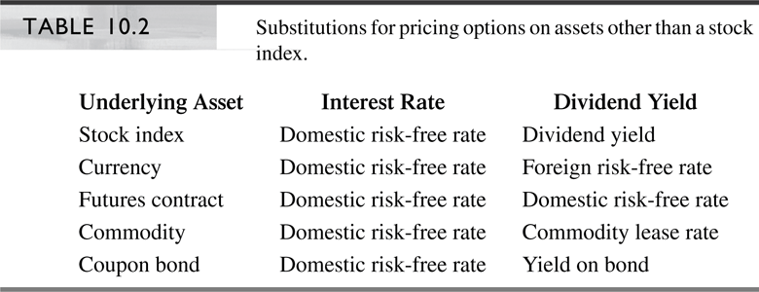 TABLE 10.2 Substitutions for pricing options on assets other than a stock
index.
Underlying Asset Interest Rate Dividend Yield
Stock index Domestic risk-free rate Dividend yield
Currency Domestic risk-free rate Foreign risk-free rate
Futures contract Domestic risk-free rate Domestic risk-free rate
Commodity Domestic risk-free rate Commodity lease rate
Coupon bond Domestic risk-free rate Yield on bond